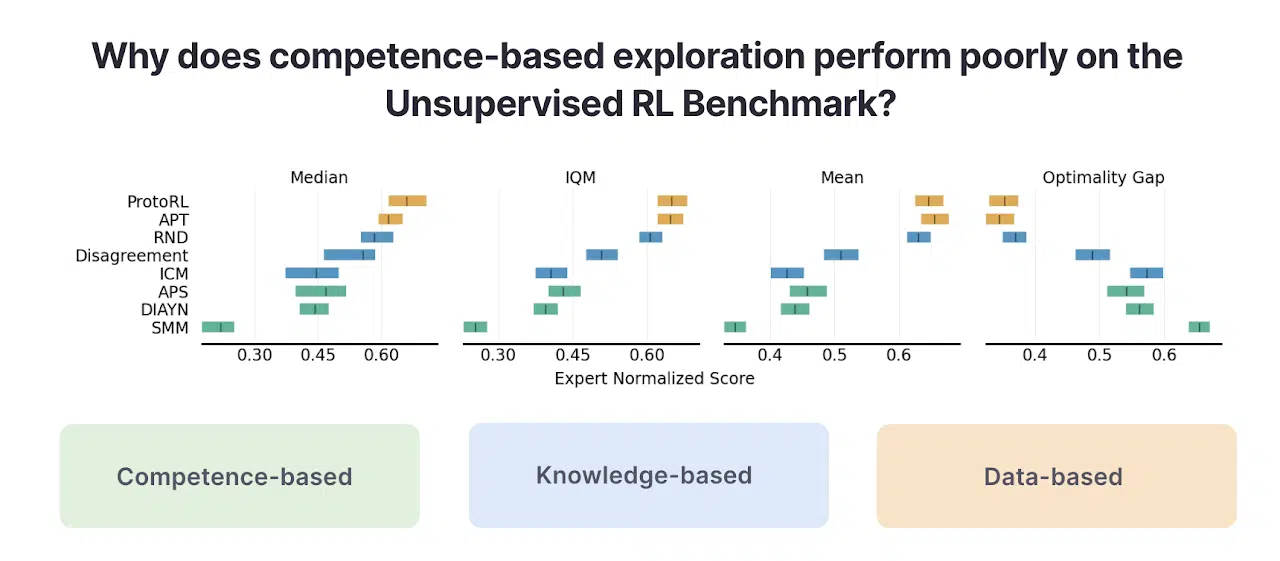 Why does competence-based exploration perform poorly on the
Unsupervised RL Benchmark?
Median
IQM
Mean
Optimality Gap
ProtoRL
APT
RND
Disagreement
ICM
APS
DIAYN
SMM
0.30 0.45 0.60
0.30 0.45 0.60
0.4 0.5 0.6
0.4 0.5 0.6
Expert Normalized Score
Competence-based
Knowledge-based
Data-based